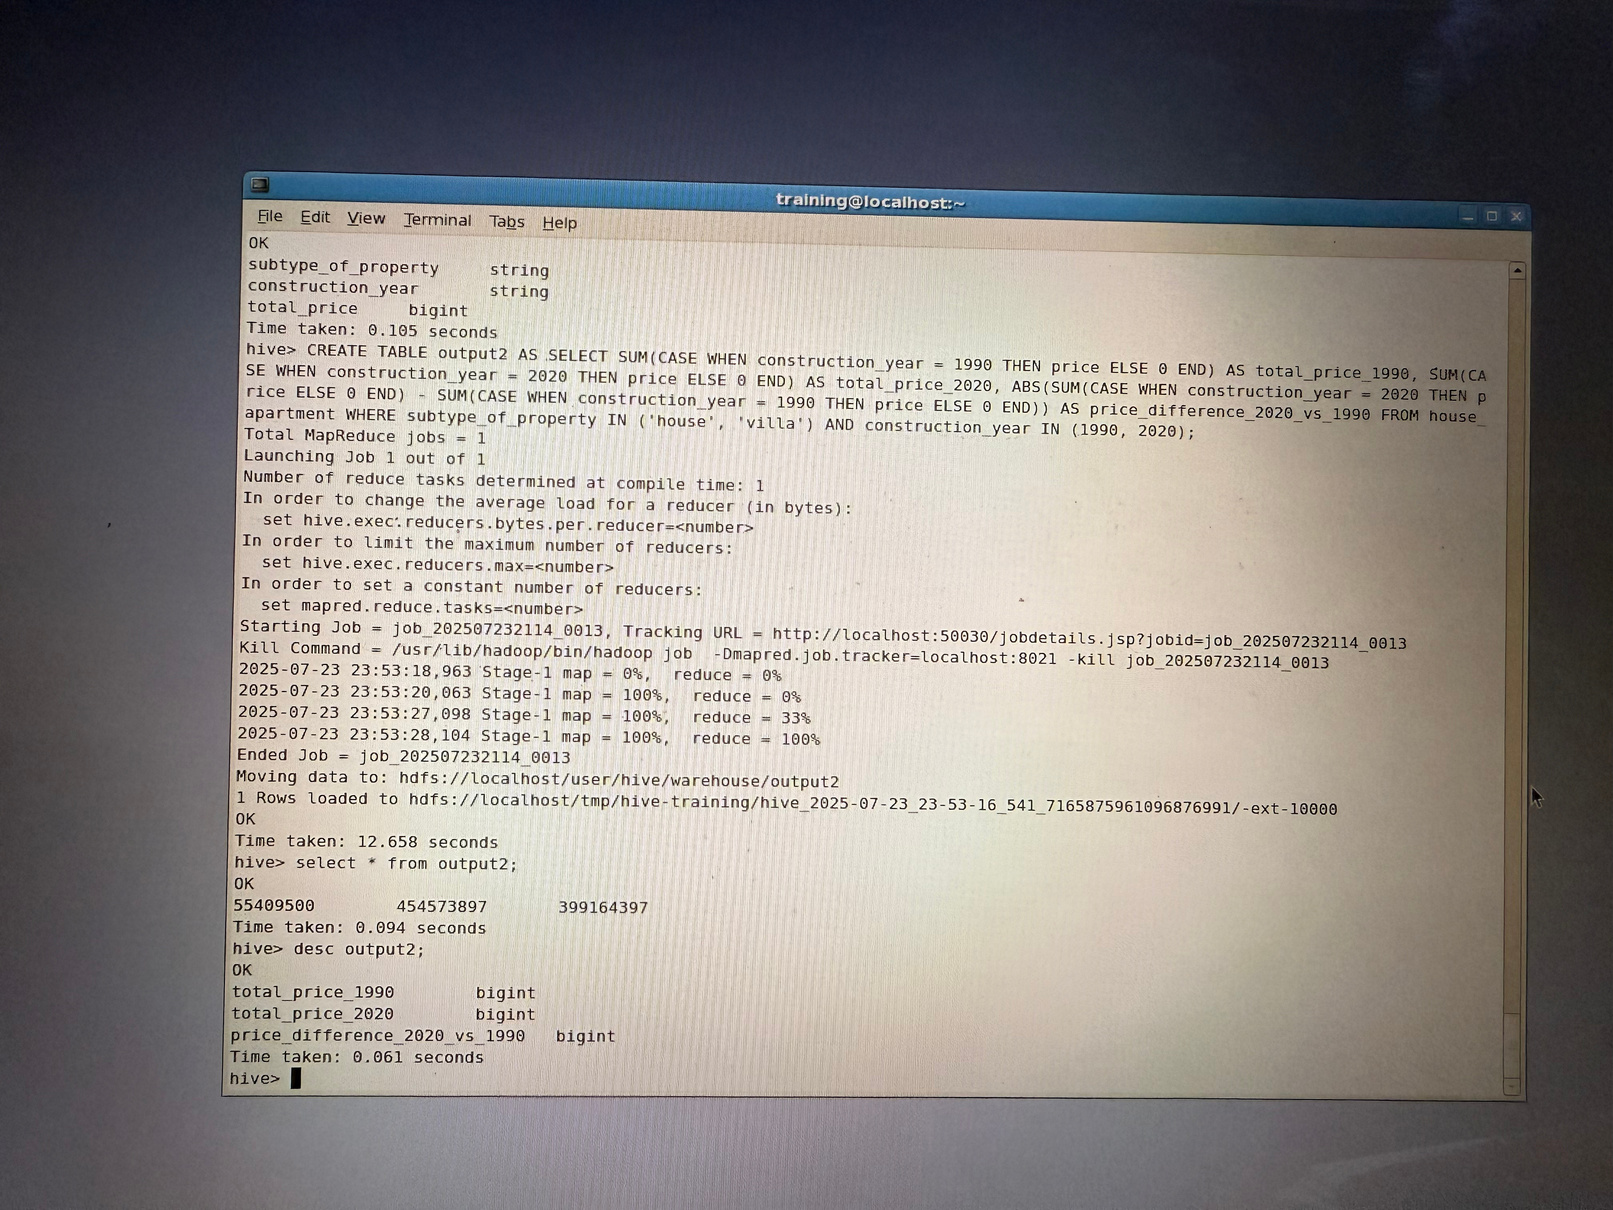 training@localhost:~
File Edit View Terminal Tabs Help
OK
subtype_of_property string
construction_year string
total_price bigint
Time taken: 0.105 seconds
hive> CREATE TABLE output2 AS SELECT SUM(CASE WHEN construction_year = 1990 THEN price ELSE 0 END) AS total_price_1990, SUM(CA
SE WHEN construction_year = 2020 THEN price ELSE 0 END) AS total_price_2020, ABS(SUM(CASE WHEN construction_year = 2020 THEN p
rice ELSE 0 END) - SUM(CASE WHEN construction_year = 1990 THEN price ELSE 0 END)) AS price_difference_2020_vs_1990 FROM house_
apartment WHERE subtype_of_property IN ('house', 'villa') AND construction_year IN (1990, 2020);
Total MapReduce jobs = 1
Launching Job 1 out of 1
Number of reduce tasks determined at compile time: 1
In order to change the average load for a reducer (in bytes):
  set hive.exec.reducers.bytes.per.reducer=<number>
In order to limit the maximum number of reducers:
  set hive.exec.reducers.max=<number>
In order to set a constant number of reducers:
  set mapred.reduce.tasks=<number>
Starting Job = job_202507232114_0013, Tracking URL = http://localhost:50030/jobdetails.jsp?jobid=job_202507232114_0013
Kill Command = /usr/lib/hadoop/bin/hadoop job  -Dmapred.job.tracker=localhost:8021 -kill job_202507232114_0013
2025-07-23 23:53:18,963 Stage-1 map = 0%,  reduce = 0%
2025-07-23 23:53:20,063 Stage-1 map = 100%,  reduce = 0%
2025-07-23 23:53:27,098 Stage-1 map = 100%,  reduce = 33%
2025-07-23 23:53:28,104 Stage-1 map = 100%,  reduce = 100%
Ended Job = job_202507232114_0013
Moving data to: hdfs://localhost/user/hive/warehouse/output2
1 Rows loaded to hdfs://localhost/tmp/hive-training/hive_2025-07-23_23-53-16_541_7165875961096876991/-ext-10000
OK
Time taken: 12.658 seconds
hive> select * from output2;
OK
55409500 454573897 399164397
Time taken: 0.094 seconds
hive> desc output2;
OK
total_price_1990 bigint
total_price_2020 bigint
price_difference_2020_vs_1990 bigint
Time taken: 0.061 seconds
hive>